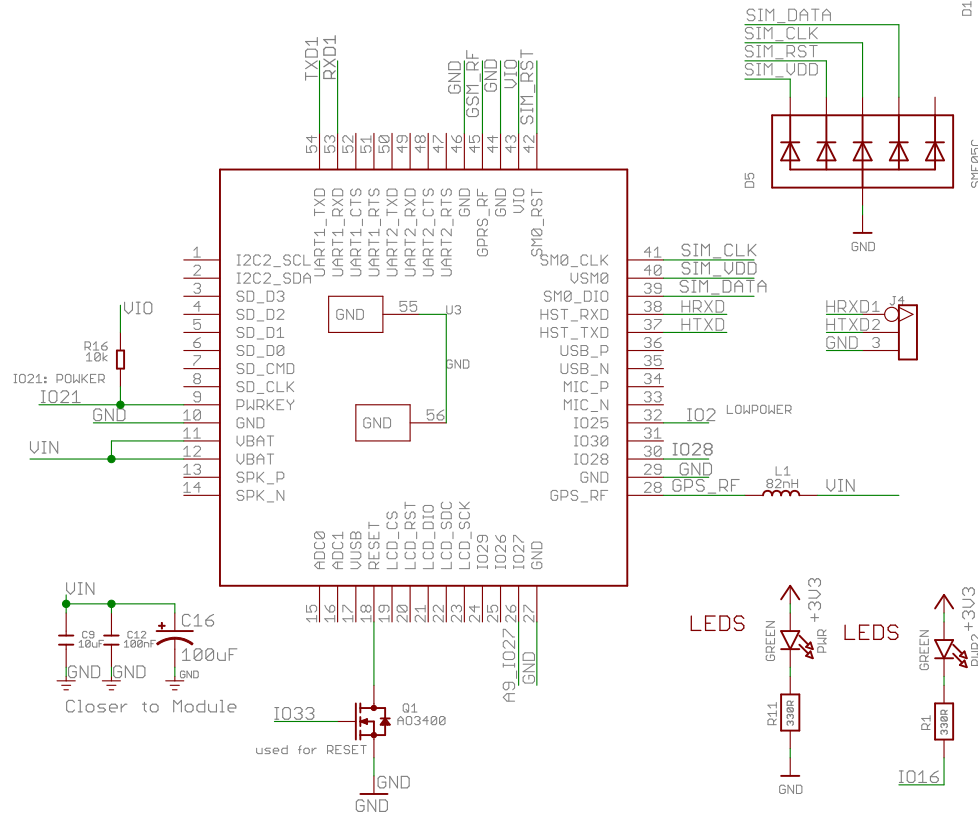 D1
SIM_DATA
SIM_CLK
SIM_RST
SIM_VDD
D5
GND
TXD1
RXD1
GND
GSM_RF
GND
VIO
SIM_RST
54
53
52
51
50
49
48
47
46
45
44
43
42
UART1_TXD
UART1_RXD
UART1_CTS
UART1_RTS
UART2_TXD
UART2_RXD
UART2_CTS
UART2_RTS
GND
GPRS_RF
GND
VIO
SM0_RST
1 I2C2_SCL
2 I2C2_SDA
3 SD_D3
4 SD_D2
5 SD_D1
6 SD_D0
7 SD_CMD
8 SD_CLK
9 PWRKEY
10 GND
11 VBAT
12 VBAT
13 SPK_P
14 SPK_N
VIO
R16
10k
IO21: POWKER
IO21
GND
VIN
GND 55 U3
GND
GND 56
SM0_CLK 41 SIM_CLK
VSM0 40 SIM_VDD
SM0_DIO 39 SIM_DATA
HST_RXD 38 HRXD
HST_TXD 37 HTXD
USB_P 36
USB_N 35
MIC_P 34
MIC_N 33
IO25 32 IO2 LOWPOWER
IO30 31
IO28 30 IO28
GND 29 GND
GPS_RF 28 GPS_RF
L1
82nH
VIN
J4
HRXD1
HTXD2
GND 3
ADC0
ADC1
VUSB
RESET
LCD_CS
LCD_RST
LCD_DIO
LCD_SDC
LCD_SCK
IO29
IO26
IO27
GND
15
16
17
18
19
20
21
22
23
24
25
26
27
A9_IO27
GND
VIN
C9
10uF
C12
100nF
C16
100uF
GND
GND
GND
Closer to Module
IO33
Q1
AO3400
used for RESET
GND
GND
LEDS
+3V3
GREEN
PWR
R11
330R
GND
LEDS
+3V3
GREEN
PWR2
R1
330R
IO16